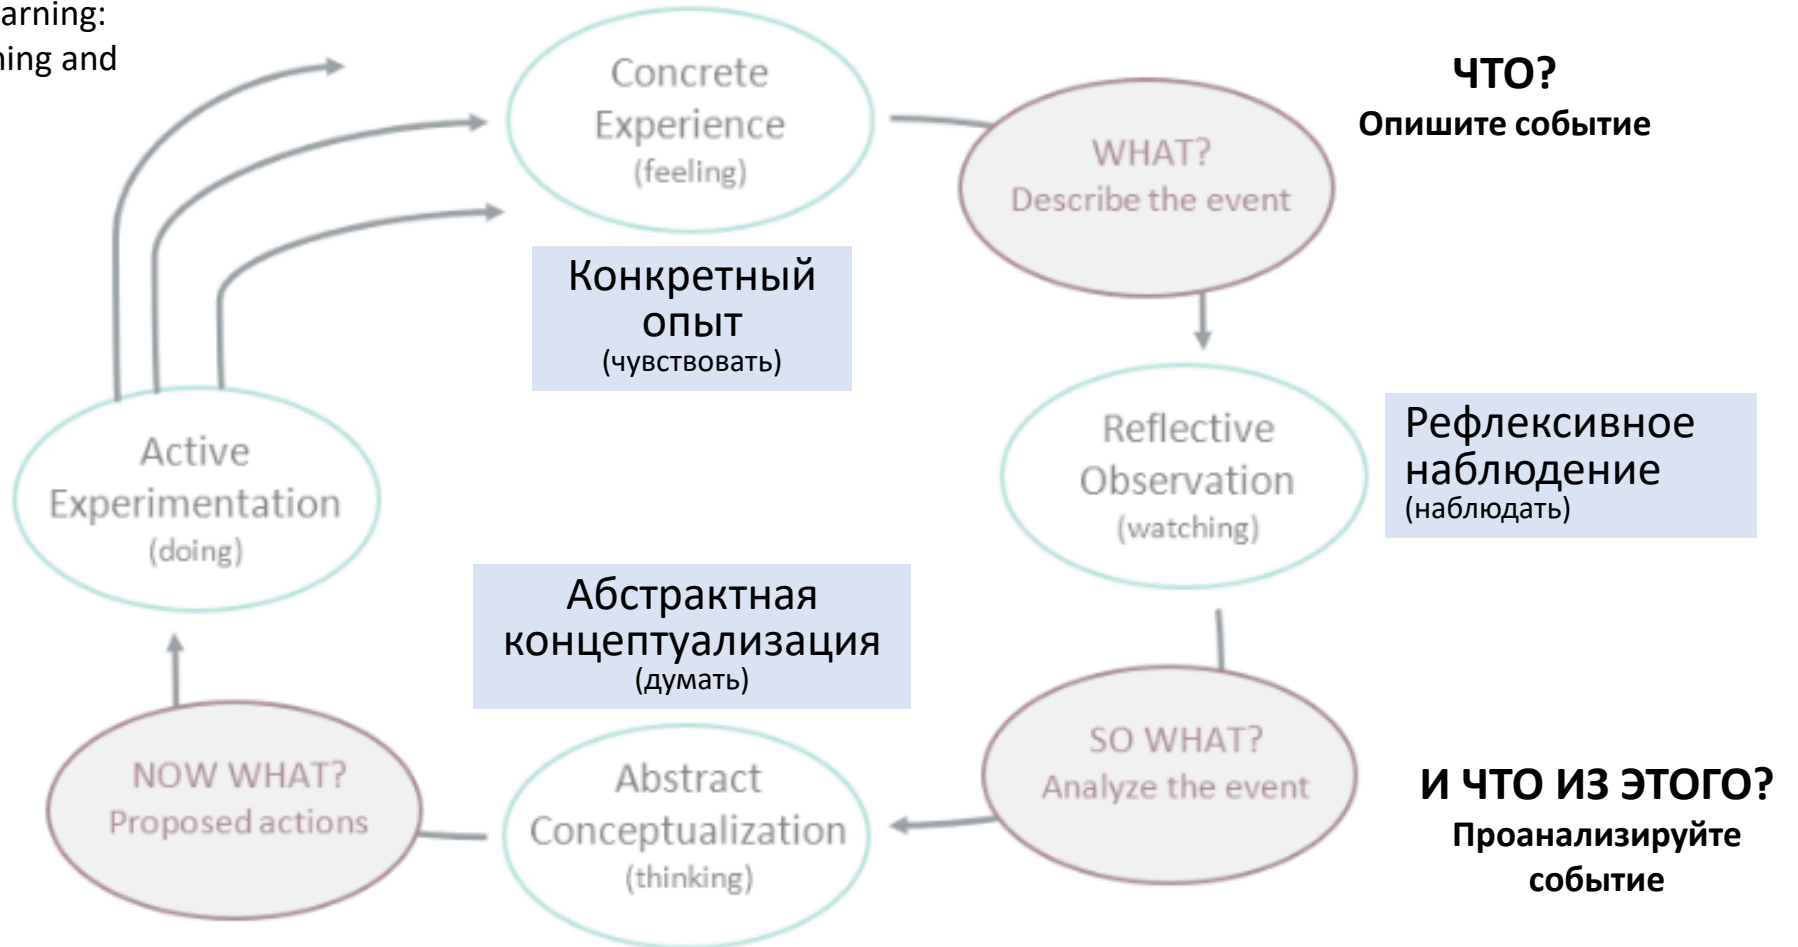 arning:
ning and
Concrete
Experience
(feeling)
ЧТО?
Опишите событие
WHAT?
Describe the event
Конкретный
опыт
(чувствовать)
Active
Experimentation
(doing)
Reflective
Observation
(watching)
Рефлексивное
наблюдение
(наблюдать)
Абстрактная
концептуализация
(думать)
NOW WHAT?
Proposed actions
Abstract
Conceptualization
(thinking)
SO WHAT?
Analyze the event
И ЧТО ИЗ ЭТОГО?
Проанализируйте
событие